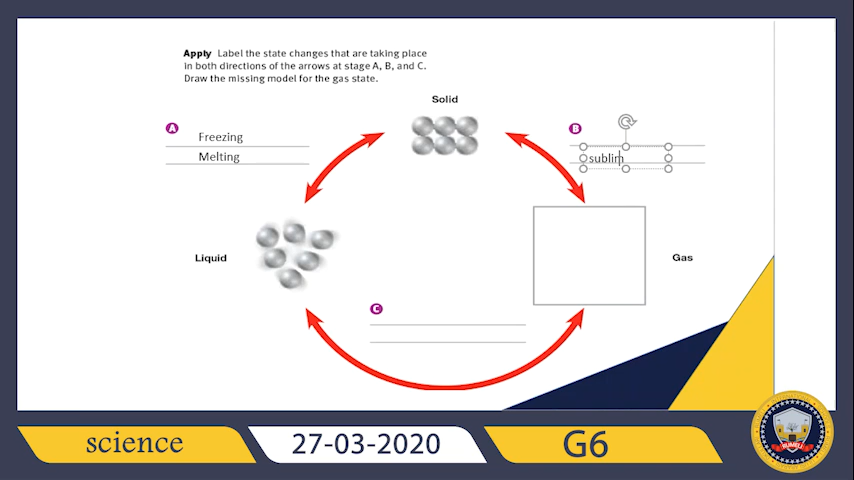 Apply Label the state changes that are taking place
in both directions of the arrows at stage A, B, and C.
Draw the missing model for the gas state.
Solid
A
Freezing
Melting
B
sublim
Liquid
Gas
C
science
27-03-2020
G6
RUMELI